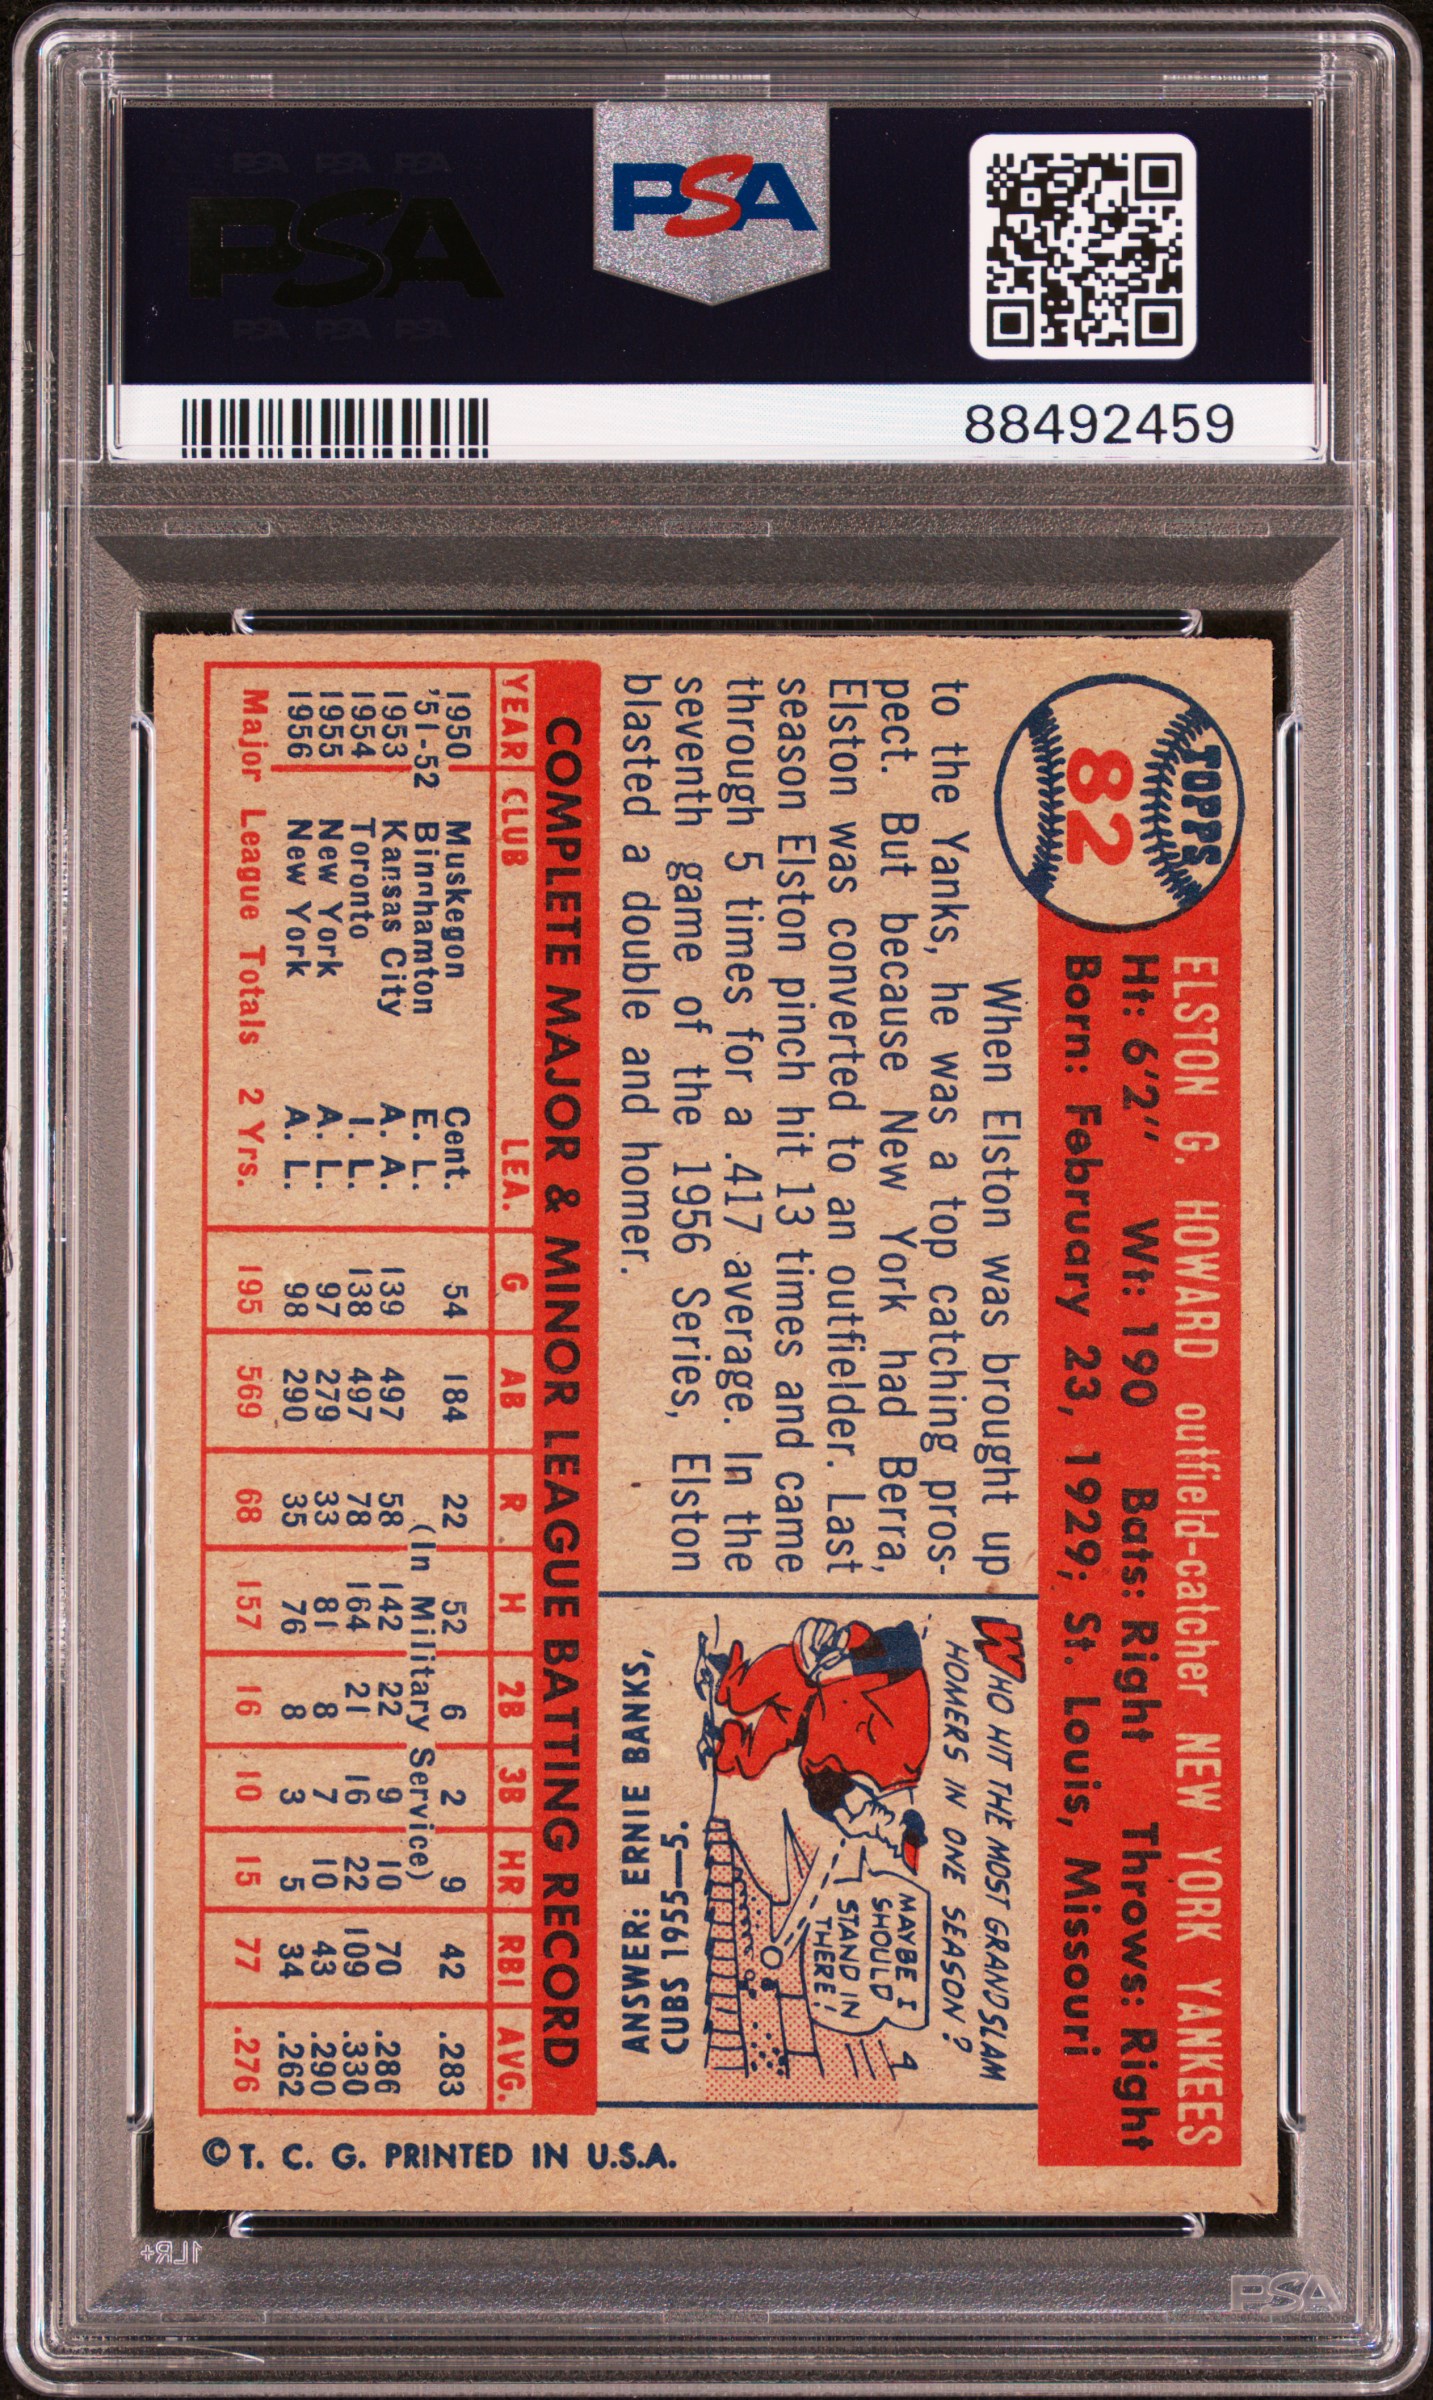 PSA PSA PSA
PSA
PSA PSA PSA
PSA
88492459
TOPPS
82
ELSTON G. HOWARD outfield-catcher NEW YORK YANKEES
Ht: 6'2" Wt: 190 Bats: Right Throws: Right
Born: February 23, 1929; St. Louis, Missouri
When Elston was brought up
to the Yanks, he was a top catching pros-
pect. But because New York had Berra,
Elston was converted to an outfielder. Last
season Elston pinch hit 13 times and came
through 5 times for a .417 average. In the
seventh game of the 1956 Series, Elston
blasted a double and homer.
WHO HIT THE MOST GRAND SLAM
HOMERS IN ONE SEASON?
MAYBE I
SHOULD
STAND IN
THERE!
4
ANSWER: ERNIE BANKS,
CUBS 1955—5.
COMPLETE MAJOR & MINOR LEAGUE BATTING RECORD
YEAR CLUB LEA. G AB R H 2B 3B HR RBI AVG.
1950 Muskegon Cent. 54 184 22 52 6 2 9 42 .283
'51-52 Binghamton E. L. (In Military Service)
1953 Kansas City A. A. 139 497 58 142 22 9 10 70 .286
1954 Toronto I. L. 138 497 78 164 21 16 22 109 .330
1955 New York A. L. 97 279 33 81 8 7 10 43 .290
1956 New York A. L. 98 290 35 76 8 3 5 34 .262
Major League Totals 2 Yrs. 195 569 68 157 16 10 15 77 .276
© T. C. G. PRINTED IN U.S.A.
1LR+
PSA